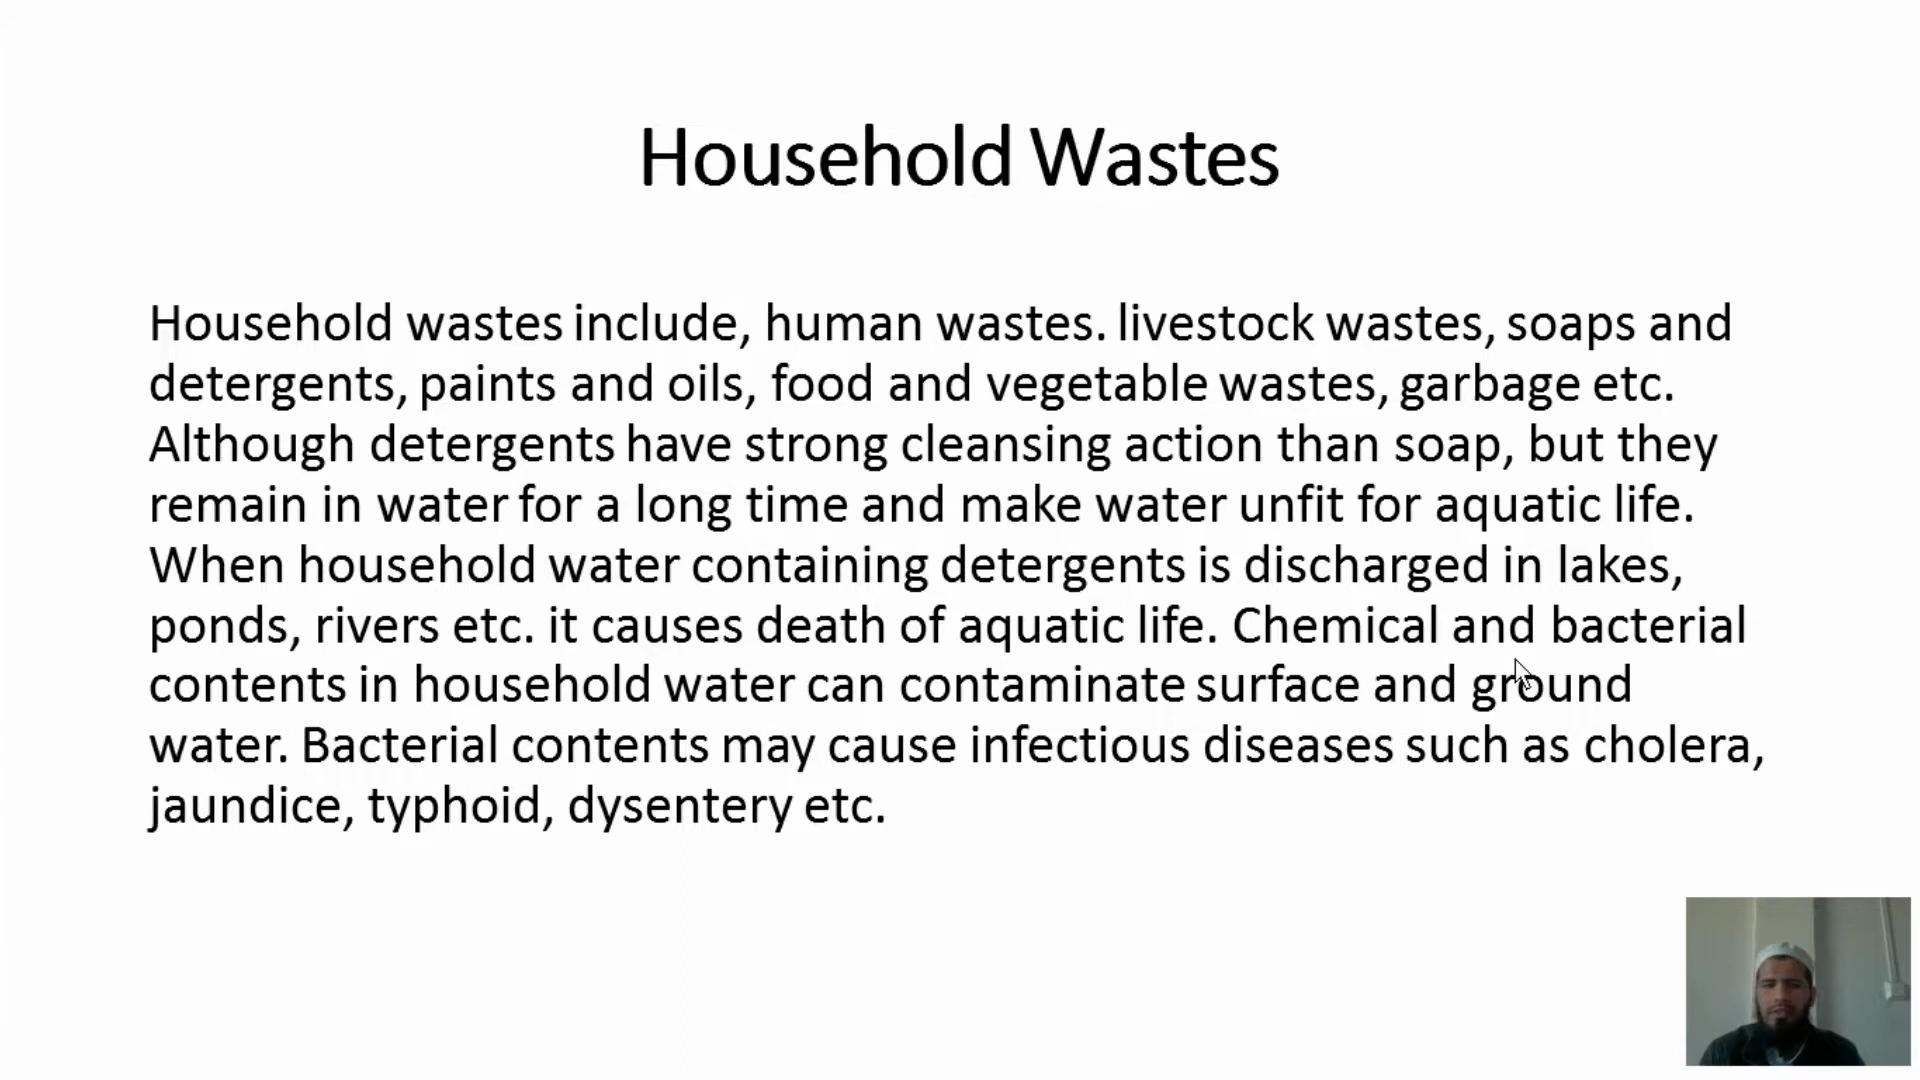 Household Wastes
Household wastes include, human wastes. livestock wastes, soaps and
detergents, paints and oils, food and vegetable wastes, garbage etc.
Although detergents have strong cleansing action than soap, but they
remain in water for a long time and make water unfit for aquatic life.
When household water containing detergents is discharged in lakes,
ponds, rivers etc. it causes death of aquatic life. Chemical and bacterial
contents in household water can contaminate surface and ground
water. Bacterial contents may cause infectious diseases such as cholera,
jaundice, typhoid, dysentery etc.